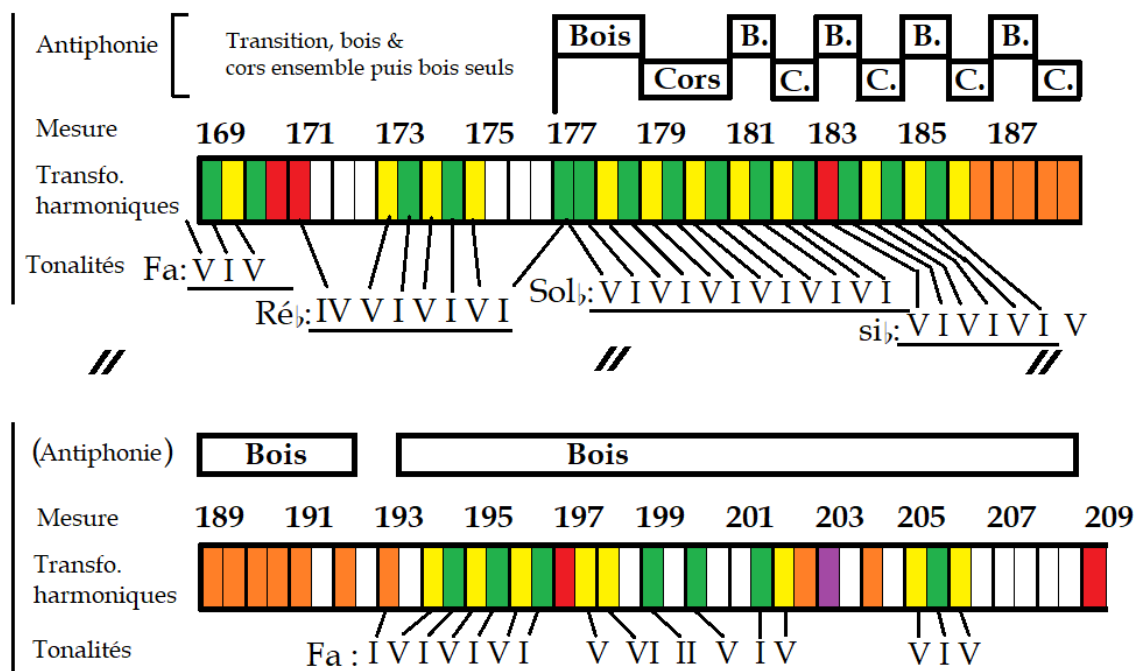 Antiphonie
Transition, bois &
cors ensemble puis bois seuls
Bois B. B. B. B.
Cors C. C. C. C.
Mesure 169 171 173 175 177 179 181 183 185 187
Transfo.
harmoniques
Tonalités Fa: V I V
Ré♭: IV V I V I V I
Sol♭: V I V I V I V I V I V I
si♭: V I V I V I V
// // //
(Antiphonie) Bois Bois
Mesure 189 191 193 195 197 199 201 203 205 207 209
Transfo.
harmoniques
Tonalités Fa : I V I V I V I V VI II V I V V I V